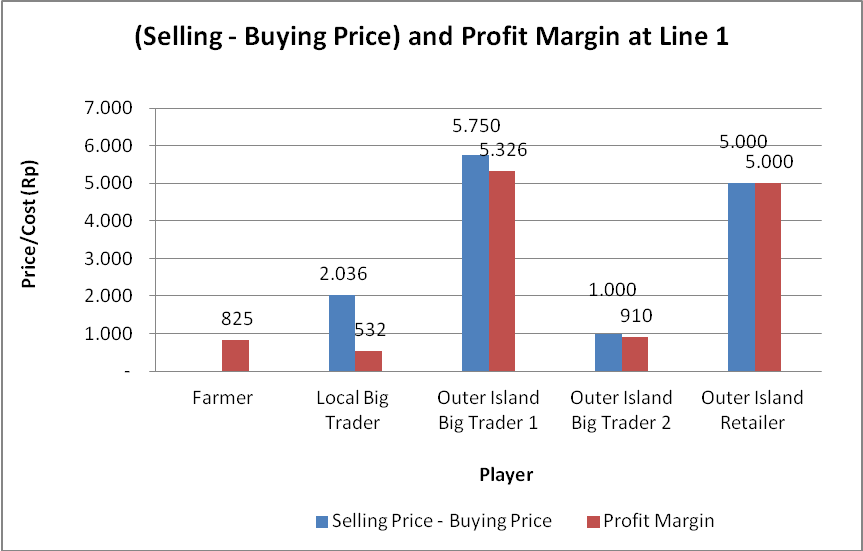 (Selling - Buying Price) and Profit Margin at Line 1
Price/Cost (Rp)
7.000
6.000
5.000
4.000
3.000
2.000
1.000
-
825
2.036
532
5.750
5.326
1.000
910
5.000
5.000
Farmer
Local Big
Trader
Outer Island
Big Trader 1
Outer Island
Big Trader 2
Outer Island
Retailer
Player
Selling Price - Buying Price
Profit Margin